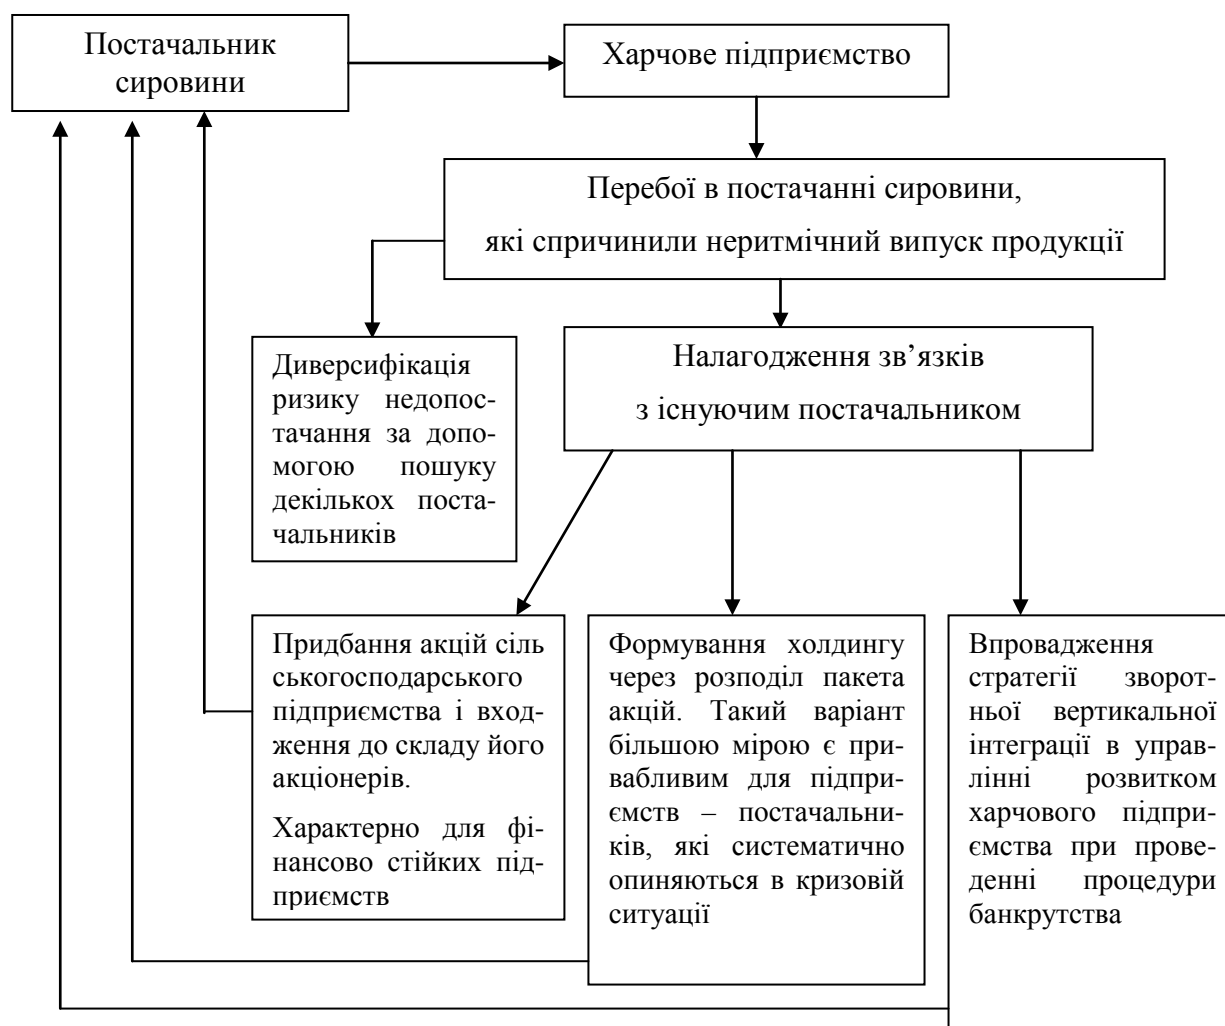 Постачальник
сировини
Харчове підприємство
Перебої в постачанні сировини,
які спричинили неритмічний випуск продукції
Диверсифікація
ризику недопос-
тачання за допо-
могою пошуку
декількох поста-
чальників
Налагодження зв’язків
з існуючим постачальником
Придбання акцій сіль
ськогосподарського
підприємства і вход-
ження до складу його
акціонерів.
Характерно для фі-
нансово стійких під-
приємств
Формування холдингу
через розподіл пакета
акцій. Такий варіант
більшою мірою є при-
вабливим для підпри-
ємств – постачальни-
ків, які систематично
опиняються в кризовій
ситуації
Впровадження
стратегії зворот-
ньої вертикальної
інтеграції в управ-
лінні розвитком
харчового підпри-
ємства при прове-
денні процедури
банкрутства